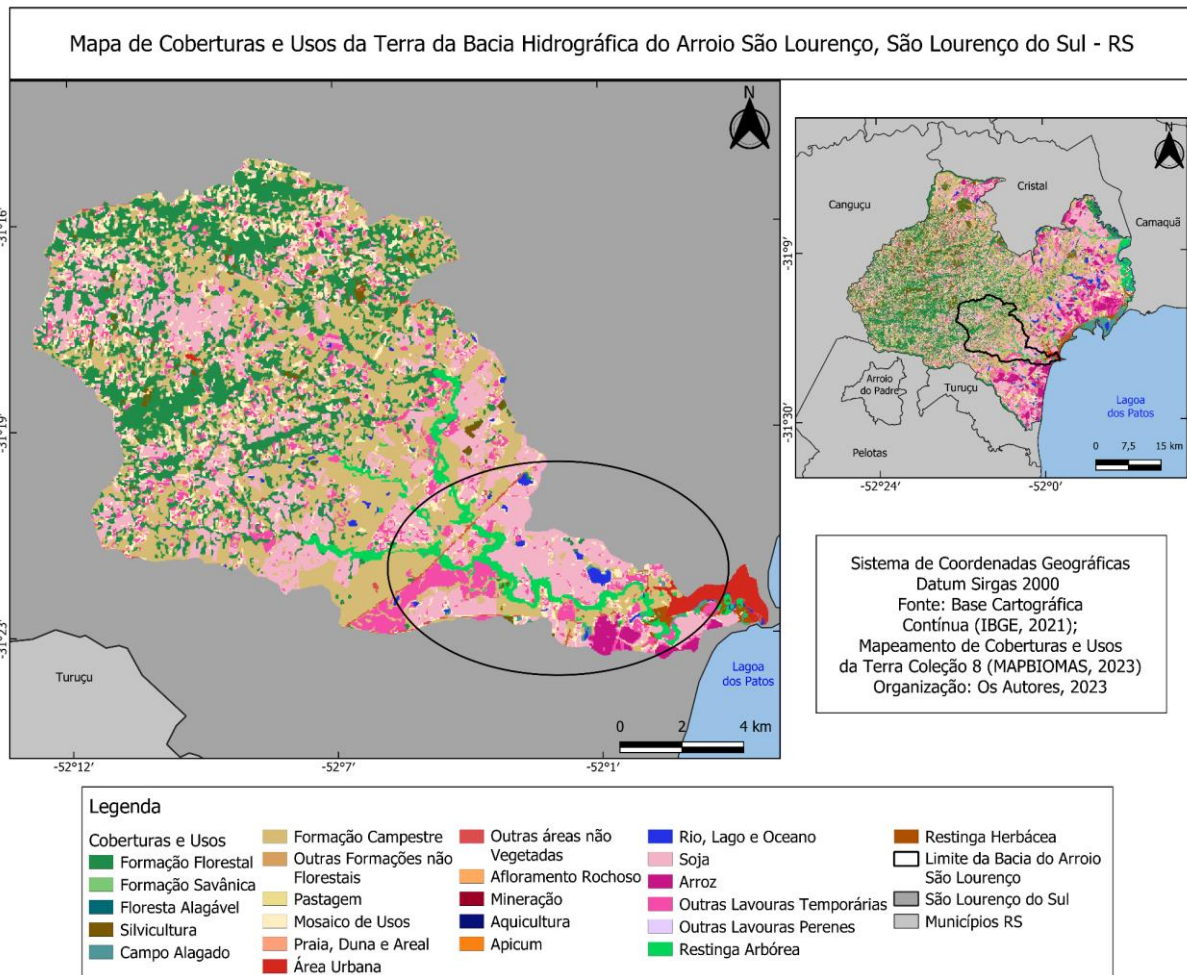 Mapa de Coberturas e Usos da Terra da Bacia Hidrográfica do Arroio São Lourenço, São Lourenço do Sul - RS
N
-31°16'
-31°19'
-31°23'
Turuçu
Lagoa
dos Patos
0 2 4 km
-52°12'
-52°7'
-52°1'
N
Cristal
Canguçu
Camaquã
-31°9'
Arroio
do Padre
Turuçu
Lagoa
dos Patos
-31°30'
Pelotas
0 7,5 15 km
-52°24'
-52°0'
Sistema de Coordenadas Geográficas
Datum Sirgas 2000
Fonte: Base Cartográfica
Contínua (IBGE, 2021);
Mapeamento de Coberturas e Usos
da Terra Coleção 8 (MAPBIOMAS, 2023)
Organização: Os Autores, 2023
Legenda
Coberturas e Usos
Formação Florestal
Formação Savânica
Floresta Alagável
Silvicultura
Campo Alagado
Formação Campestre
Outras Formações não
Florestais
Pastagem
Mosaico de Usos
Praia, Duna e Areal
Área Urbana
Outras áreas não
Vegetadas
Afloramento Rochoso
Mineração
Aquicultura
Apicum
Rio, Lago e Oceano
Soja
Arroz
Outras Lavouras Temporárias
Outras Lavouras Perenes
Restinga Arbórea
Restinga Herbácea
Limite da Bacia do Arroio
São Lourenço
São Lourenço do Sul
Municípios RS